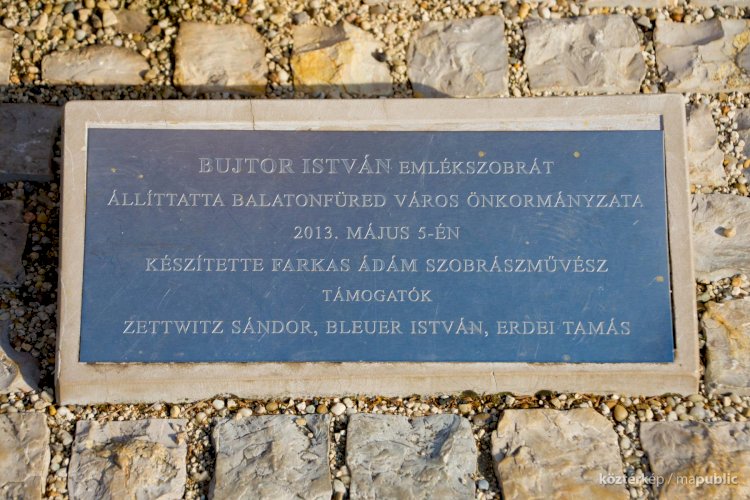 BUJTOR ISTVÁN EMLÉKSZOBRÁT
ÁLLÍTTATTA BALATONFÜRED VÁROS ÖNKORMÁNYZATA
2013. MÁJUS 5-ÉN
KÉSZÍTETTE FARKAS ÁDÁM SZOBRÁSZMŰVÉSZ
TÁMOGATÓK
ZETTWITZ SÁNDOR, BLEUER ISTVÁN, ERDEI TAMÁS
köztérkép / mapublic